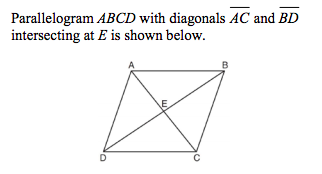 Parallelogram ABCD with diagonals AC and BD
intersecting at E is shown below.
A
B
E
D
C